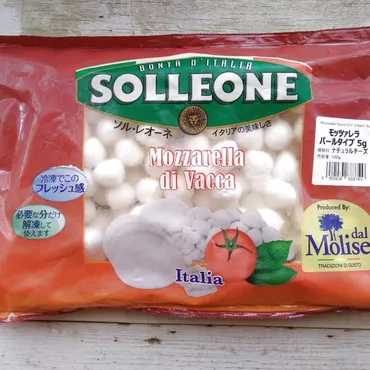 BONTÀ D'ITALIA
SOLLEONE
ソル・レオーネ
イタリアの美味しさ
Mozzarella
di Vacca
冷凍でこの
フレッシュ感
必要な分だけ
解凍して
使えます
モッツァレラ
パールタイプ 5g
ナチュラルチーズ
Produced By:
dal
Molise
TRADIZIONI DI GUSTO
Italia